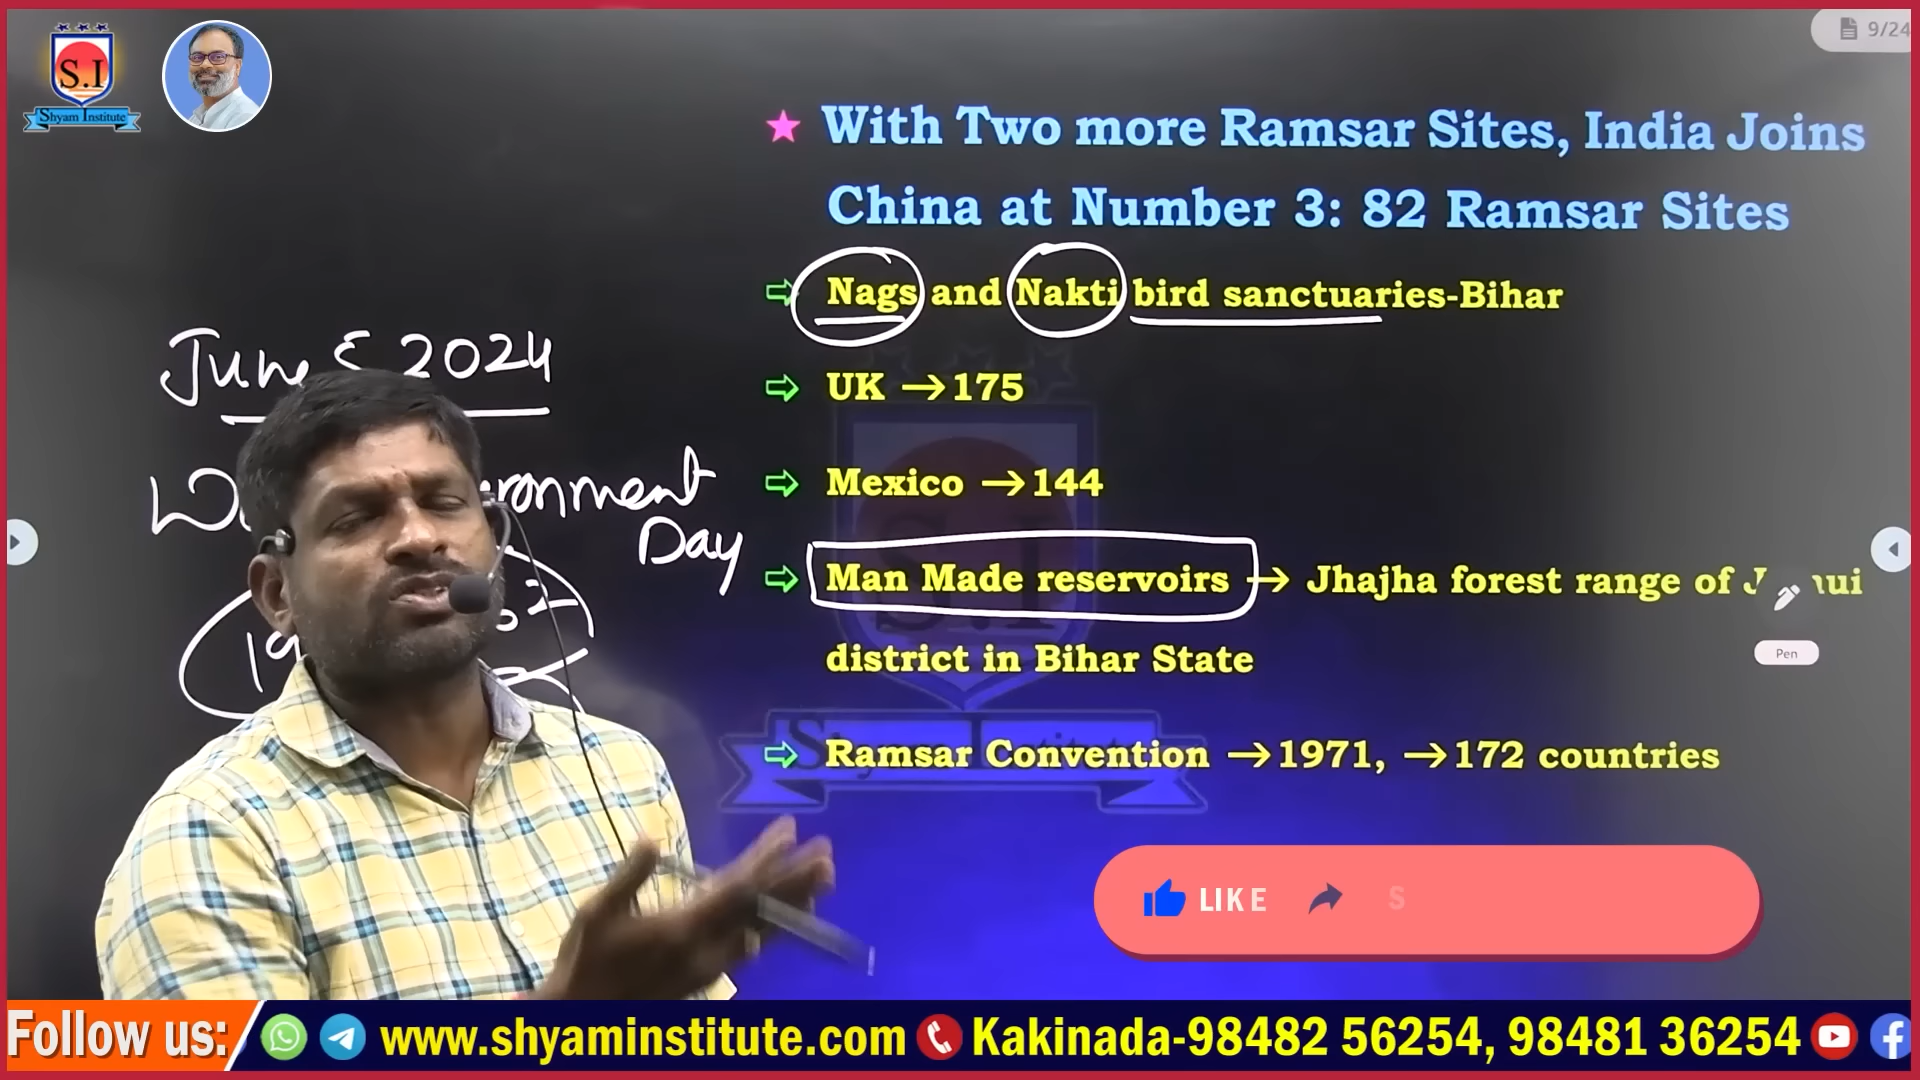 S.I
Shyam Institute
9/24
★ With Two more Ramsar Sites, India Joins
China at Number 3: 82 Ramsar Sites
⇨ Nags and Nakti bird sanctuaries-Bihar
⇨ UK →175
⇨ Mexico →144
⇨ Man Made reservoirs → Jhajha forest range of
district in Bihar State
⇨ Ramsar Convention →1971, →172 countries
June 5 2024
Day
Pen
LIKE
S
Follow us: www.shyaminstitute.com Kakinada-98482 56254, 98481 36254